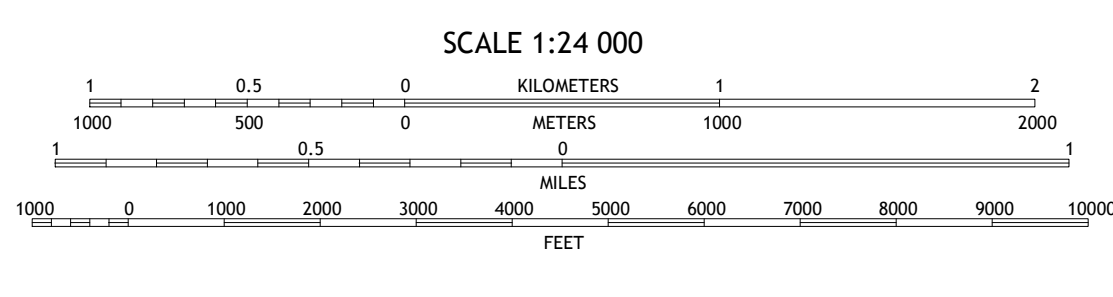 SCALE 1:24 000
1 0.5 0 KILOMETERS 1 2
1000 500 0 METERS 1000 2000
1 0.5 0 1
MILES
1000 0 1000 2000 3000 4000 5000 6000 7000 8000 9000 10000
FEET